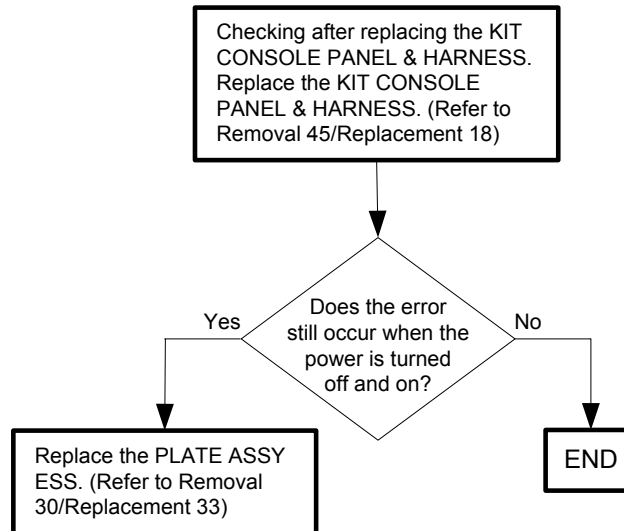 Checking after replacing the KIT
CONSOLE PANEL & HARNESS.
Replace the KIT CONSOLE
PANEL & HARNESS. (Refer to
Removal 45/Replacement 18)
Does the error
still occur when the
power is turned
off and on?
Yes
No
Replace the PLATE ASSY
ESS. (Refer to Removal
30/Replacement 33)
END